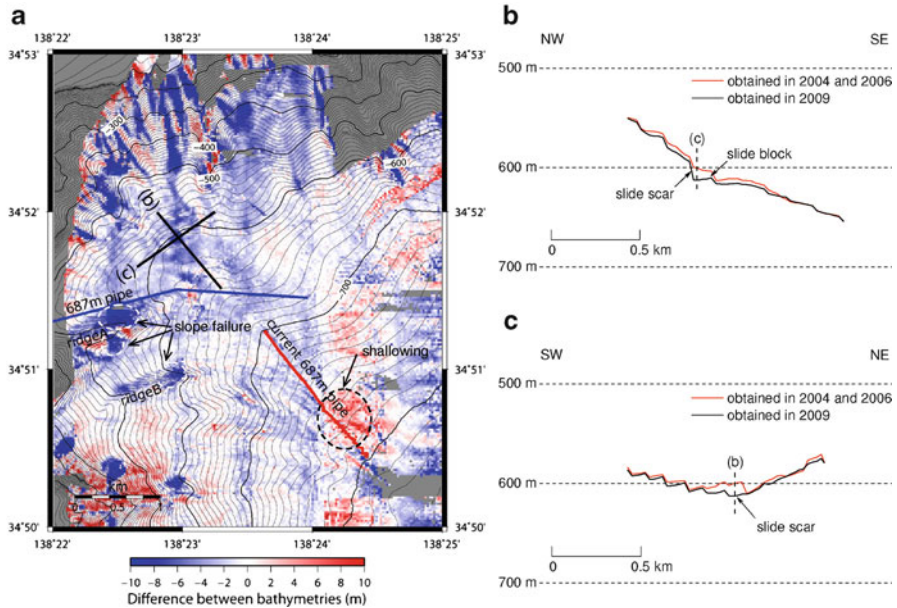 a
138˚22' 138˚23' 138˚24' 138˚25'
34˚53' 34˚53'
−300
−400
−500
−600
34˚52' 34˚52'
(b)
(c)
−700
687m pipe
ridgeA
slope failure
current 687m pipe
shallowing
34˚51' 34˚51'
ridgeB
km
0 0.5 1
34˚50' 34˚50'
138˚22' 138˚23' 138˚24' 138˚25'
−10 −8 −6 −4 −2 0 2 4 6 8 10
Difference between bathymetries (m)
b
NW SE
500 m
obtained in 2004 and 2006
obtained in 2009
(c)
slide block
600 m
slide scar
0 0.5 km
700 m
c
SW NE
500 m
obtained in 2004 and 2006
obtained in 2009
(b)
600 m
slide scar
0 0.5 km
700 m